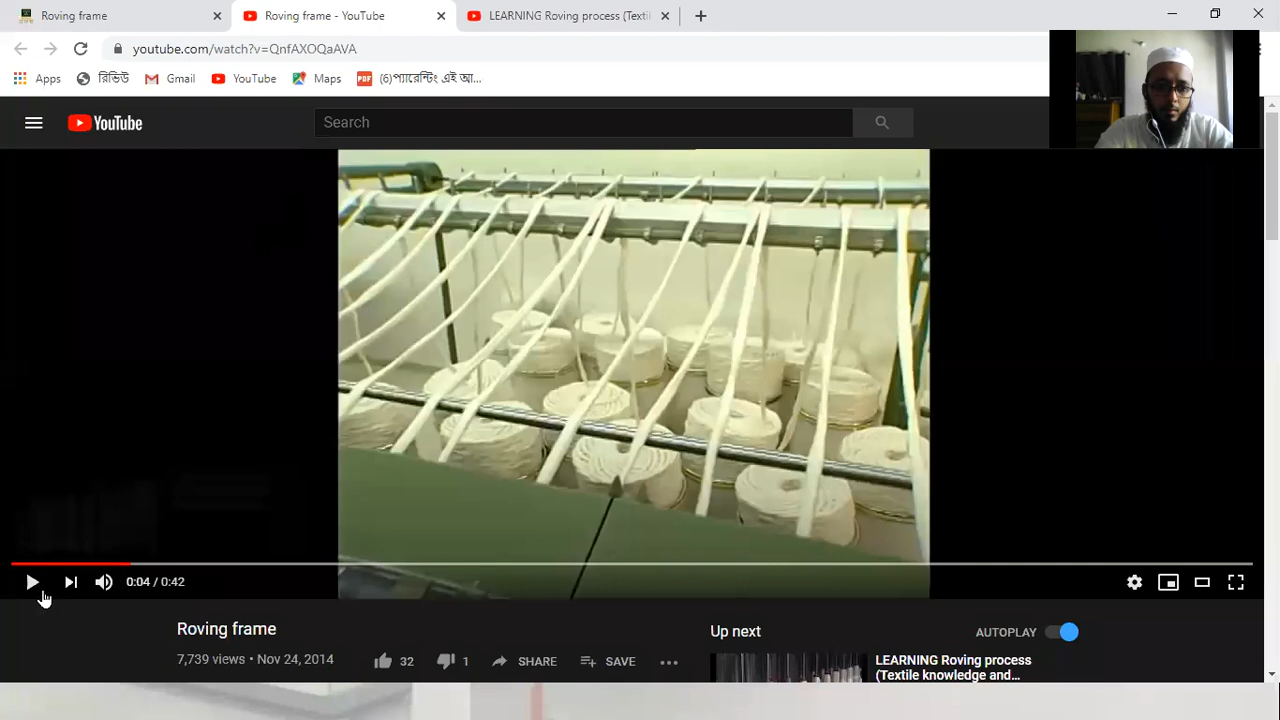 Roving frame
Roving frame - YouTube
LEARNING Roving process (Texti
youtube.com/watch?v=QnfAXOQaAVA
Apps
রিভিউ
Gmail
YouTube
Maps
PDF
(6)প্যারেন্টিং এই আ...
YouTube
Search
0:04 / 0:42
Roving frame
7,739 views • Nov 24, 2014
32
1
SHARE
SAVE
Up next
AUTOPLAY
LEARNING Roving process
(Textile knowledge and...